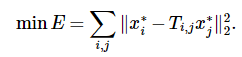 min E = ∑_{i,j} ‖x_i^* − T_{i,j} x_j^*‖_2^2.